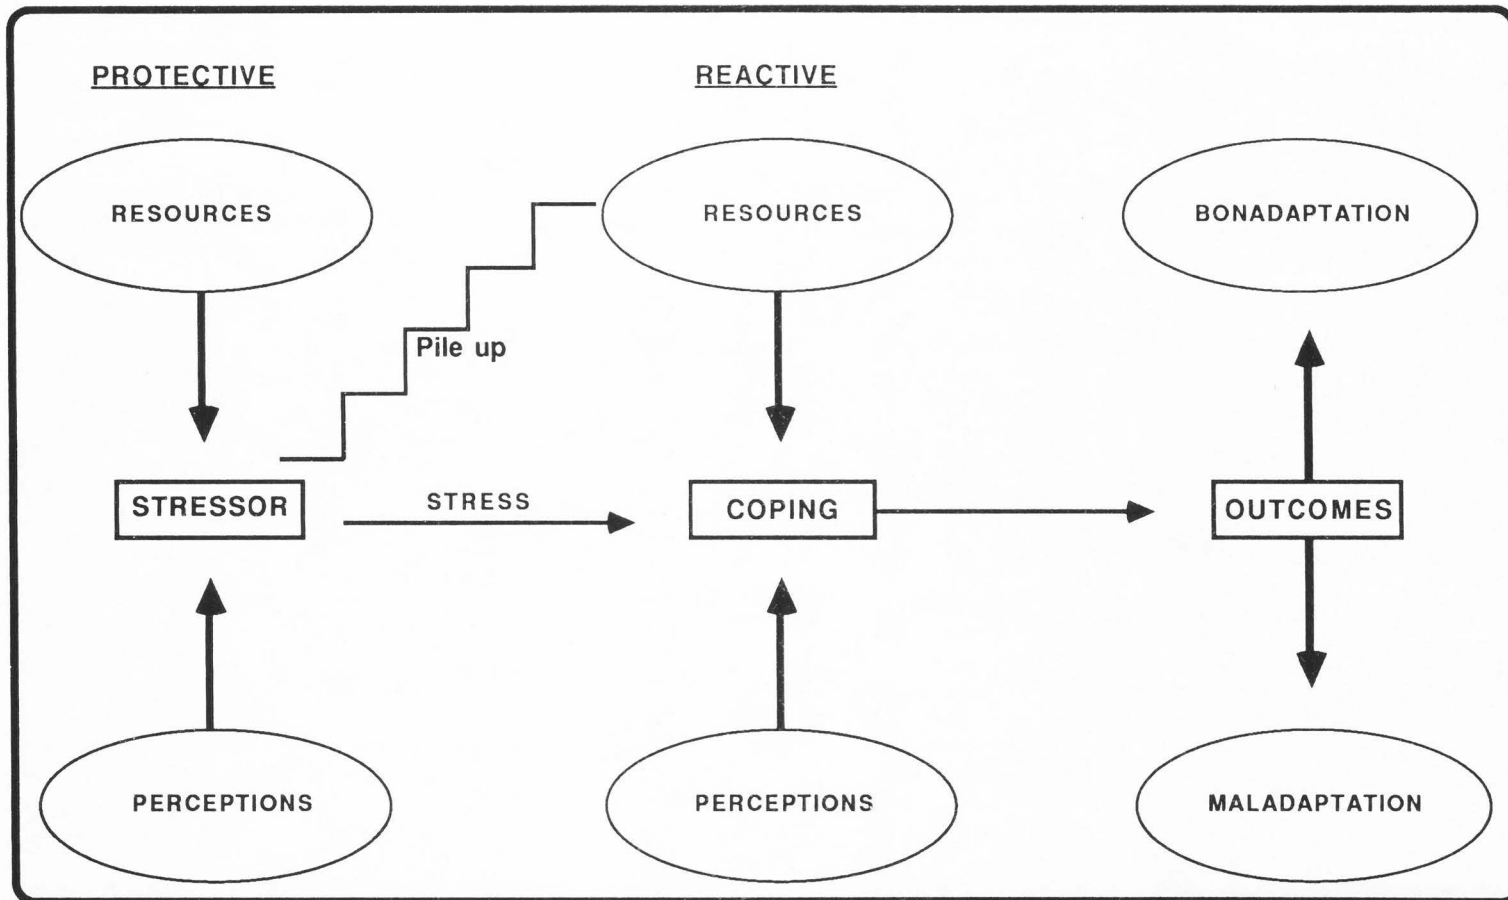 PROTECTIVE
REACTIVE
RESOURCES
RESOURCES
BONADAPTATION
Pile up
STRESSOR
STRESS
COPING
OUTCOMES
PERCEPTIONS
PERCEPTIONS
MALADAPTATION